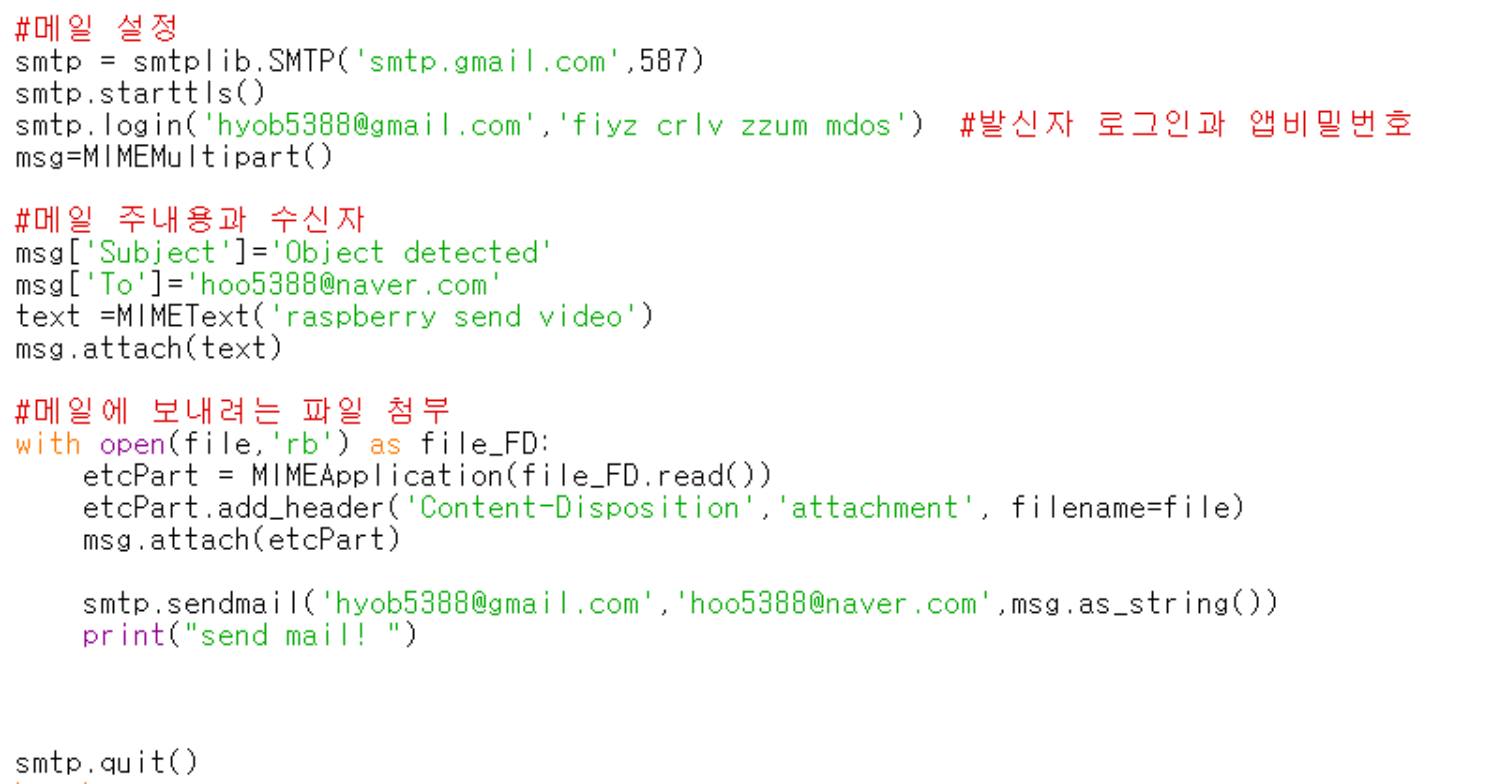 #메일 설정
smtp = smtplib.SMTP('smtp.gmail.com',587)
smtp.starttls()
smtp.login('hyob5388@gmail.com','fiyz crlv zzum mdos')  #발신자 로그인과 앱비밀번호
msg=MIMEMultipart()

#메일 주내용과 수신자
msg['Subject']='Object detected'
msg['To']='hoo5388@naver.com'
text =MIMEText('raspberry send video')
msg.attach(text)

#메일에 보내려는 파일 첨부
with open(file,'rb') as file_FD:
    etcPart = MIMEApplication(file_FD.read())
    etcPart.add_header('Content-Disposition','attachment', filename=file)
    msg.attach(etcPart)

    smtp.sendmail('hyob5388@gmail.com','hoo5388@naver.com',msg.as_string())
    print("send mail! ")

smtp.quit()